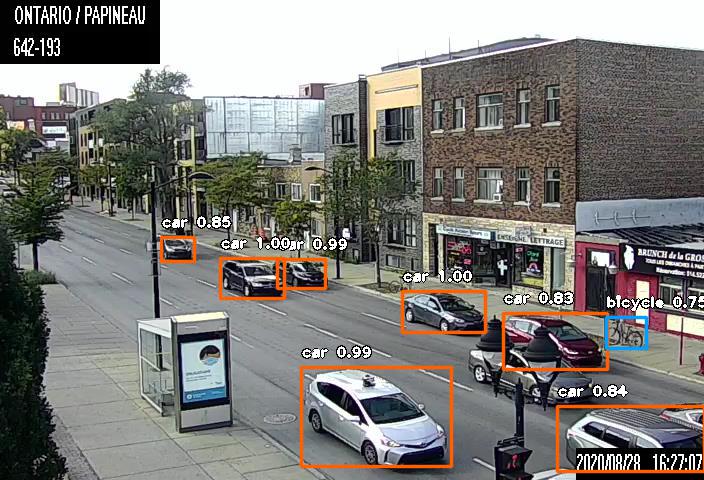 ONTARIO / PAPINEAU
642-193
car 0.85
car 1.00
car 0.99
car 1.00
car 0.83
bicycle 0.75
car 0.99
car 0.84
ENSEIGNE LETTRAGE
BRUNCH de la GROS
2020/08/28 16:27:07